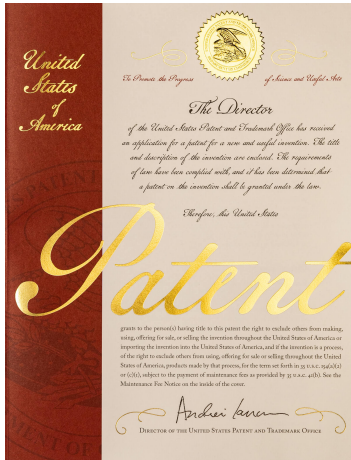 United
States
of
America
To Promote the Progress
of Science and Useful Arts
The Director
of the United States Patent and Trademark Office has received
an application for a patent for a new and useful invention. The title
and description of the invention are enclosed. The requirements
of law have been complied with, and it has been determined that
a patent on the invention shall be granted under the law.
Therefore, this United States
Patent
grants to the person(s) having title to this patent the right to exclude others from making,
using, offering for sale, or selling the invention throughout the United States of America or
importing the invention into the United States of America, and if the invention is a process,
of the right to exclude others from using, offering for sale or selling throughout the United
States of America, products made by that process, for the term set forth in 35 U.S.C. 154(a)(2)
or (c)(1), subject to the payment of maintenance fees as provided by 35 U.S.C. 41(b). See the
Maintenance Fee Notice on the inside of the cover.
Andrei Iancu
Director of the United States Patent and Trademark Office